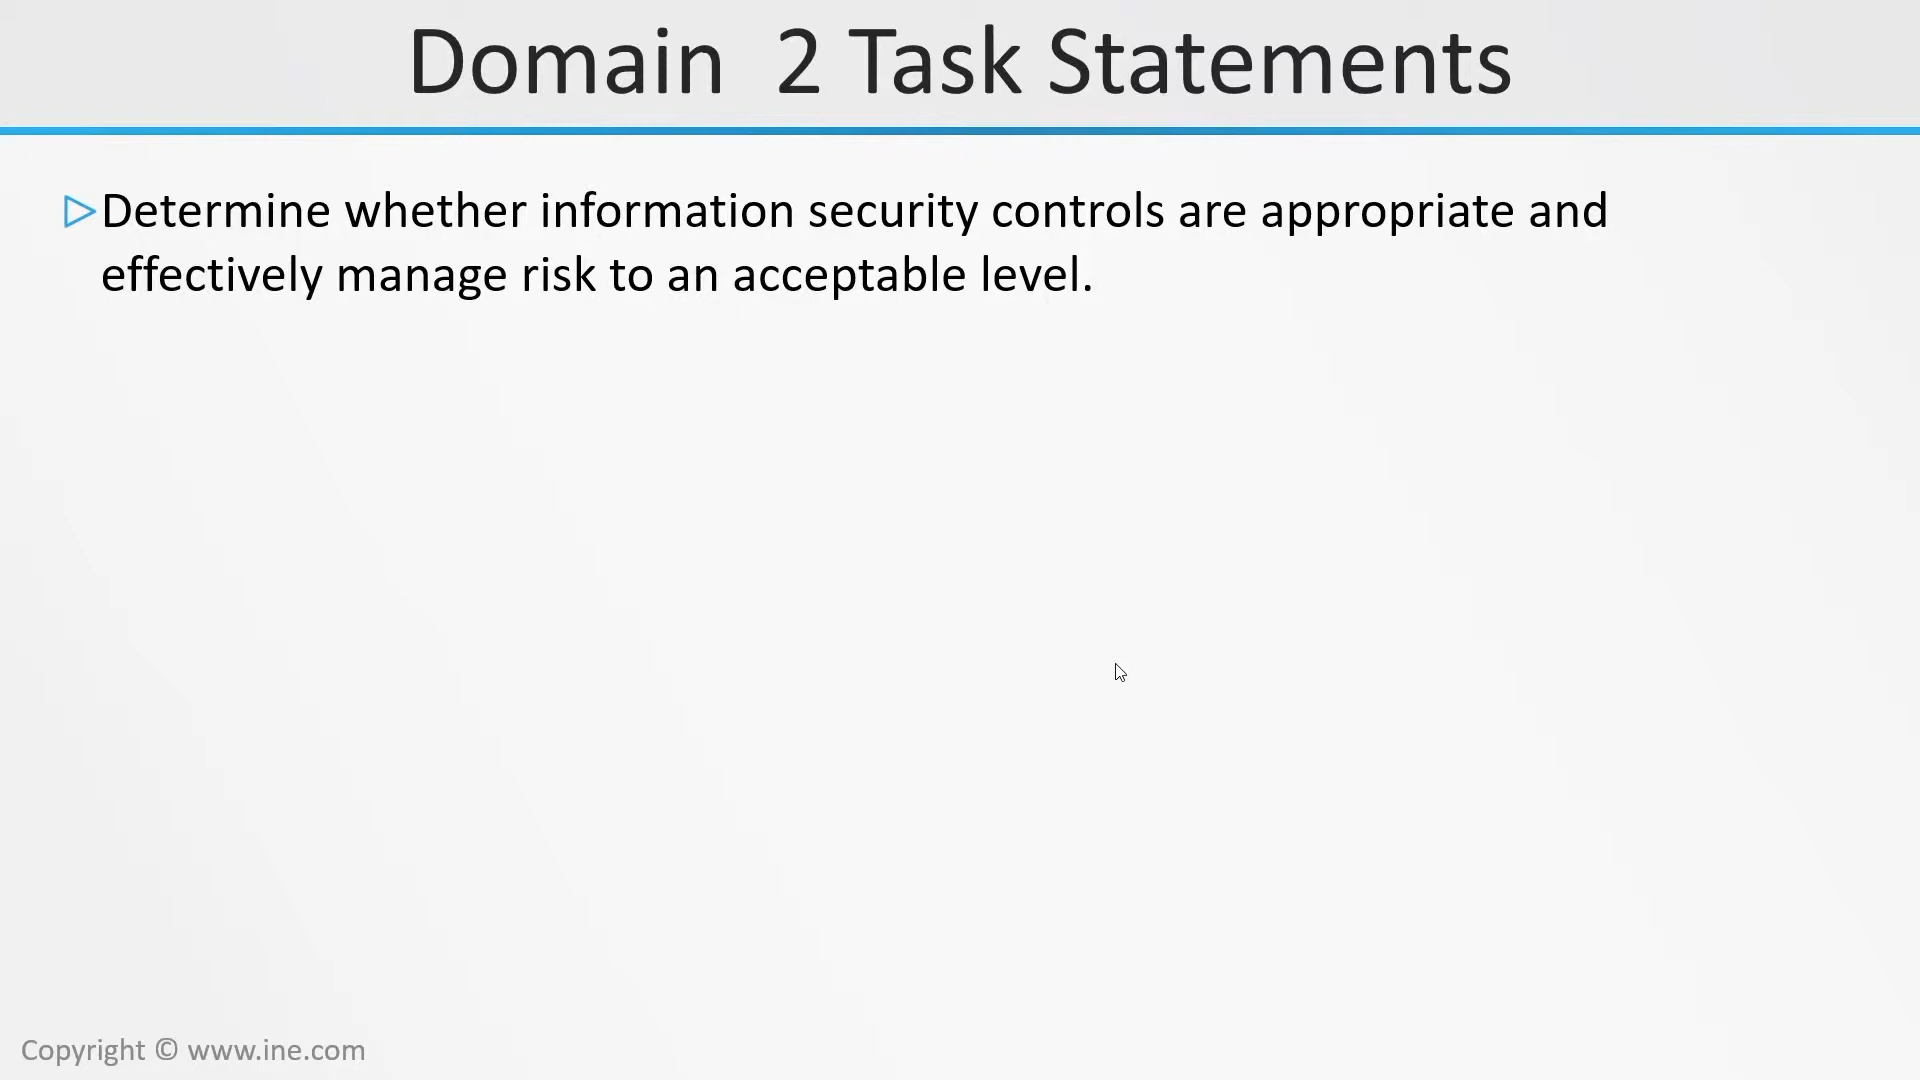 Domain  2 Task Statements
Determine whether information security controls are appropriate and
effectively manage risk to an acceptable level.
Copyright © www.ine.com